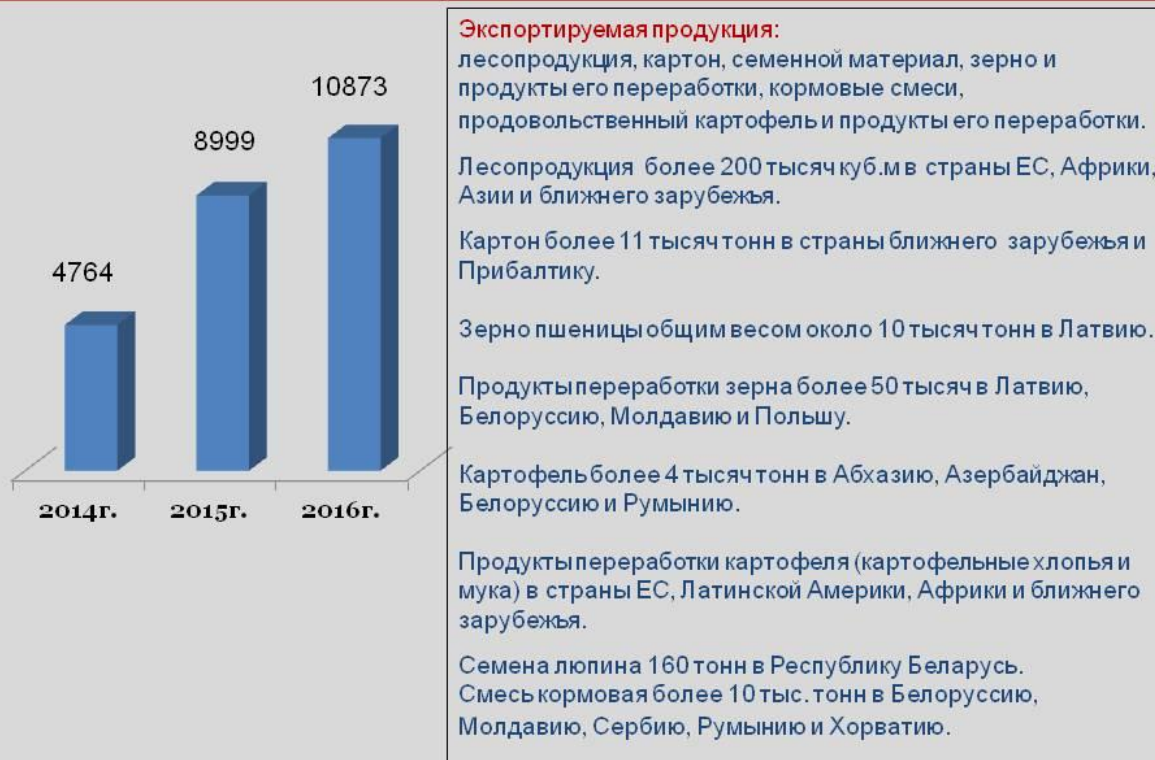 10873
8999
4764
2014г.
2015г.
2016г.
Экспортируемая продукция:
лесопродукция, картон, семенной материал, зерно и
продукты его переработки, кормовые смеси,
продовольственный картофель и продукты его переработки.
Лесопродукция более 200 тысяч куб.м в страны ЕС, Африки,
Азии и ближнего зарубежья.
Картон более 11 тысяч тонн в страны ближнего зарубежья и
Прибалтику.
Зерно пшеницы общим весом около 10 тысяч тонн в Латвию.
Продукты переработки зерна более 50 тысяч в Латвию,
Белоруссию, Молдавию и Польшу.
Картофель более 4 тысяч тонн в Абхазию, Азербайджан,
Белоруссию и Румынию.
Продукты переработки картофеля (картофельные хлопья и
мука) в страны ЕС, Латинской Америки, Африки и ближнего
зарубежья.
Семена люпина 160 тонн в Республику Беларусь.
Смесь кормовая более 10 тыс. тонн в Белоруссию,
Молдавию, Сербию, Румынию и Хорватию.